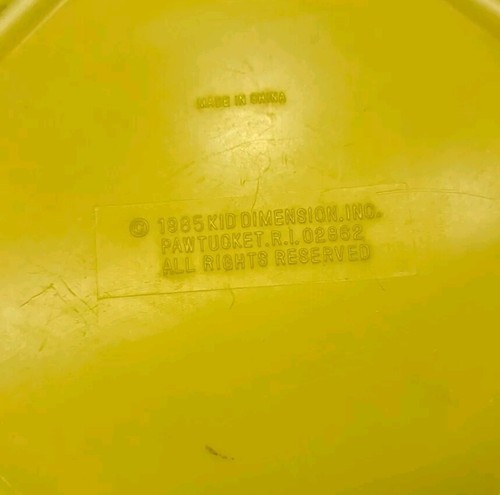 MADE IN CHINA
© 1985 KID DIMENSION, INC.
PAWTUCKET, R.I. 02862
ALL RIGHTS RESERVED